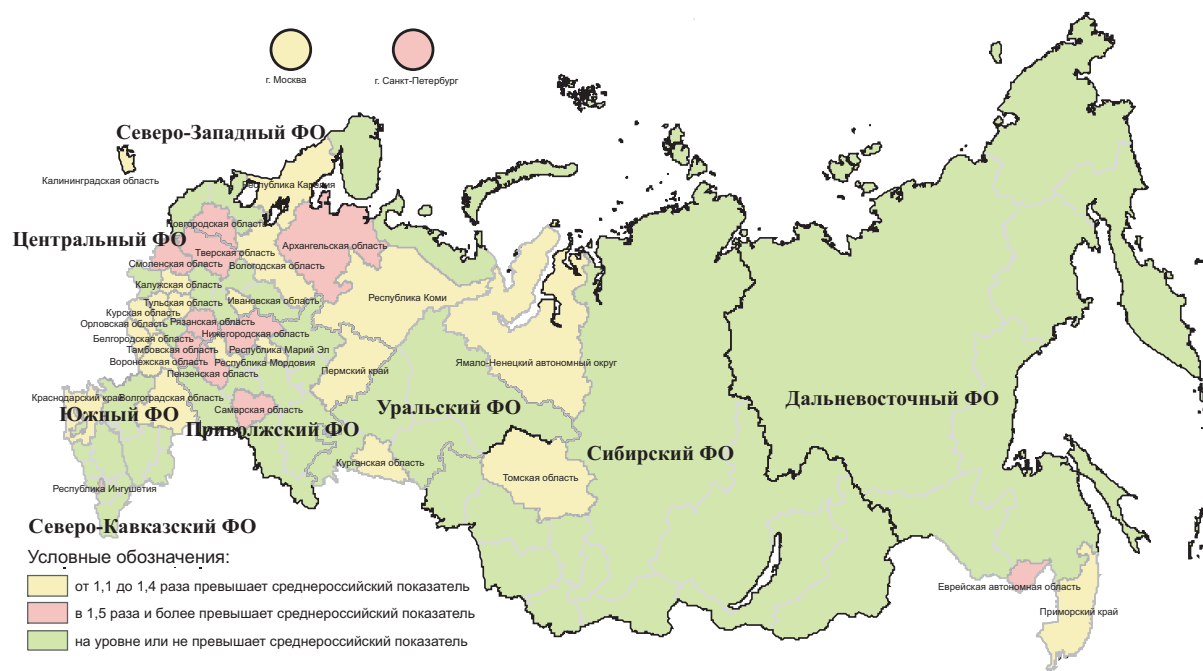 г. Москва
г. Санкт-Петербург
Северо-Западный ФО
Калининградская область
Республика Карелия
Новгородская область
Центральный ФО
Тверская область
Архангельская область
Смоленская область
Вологодская область
Калужская область
Республика Коми
Тульская область
Ивановская область
Курская область
Орловская область
Рязанская область
Нижегородская область
Белгородская область
Тамбовская область
Республика Марий Эл
Воронежская область
Республика Мордовия
Ямало-Ненецкий автономный округ
Пензенская область
Пермский край
Краснодарский край
Волгоградская область
Дальневосточный ФО
Южный ФО
Самарская область
Уральский ФО
Приволжский ФО
Сибирский ФО
Курганская область
Томская область
Республика Ингушетия
Северо-Кавказский ФО
Условные обозначения:
от 1,1 до 1,4 раза превышает среднероссийский показатель
в 1,5 раза и более превышает среднероссийский показатель
на уровне или не превышает среднероссийский показатель
Еврейская автономная область
Приморский край